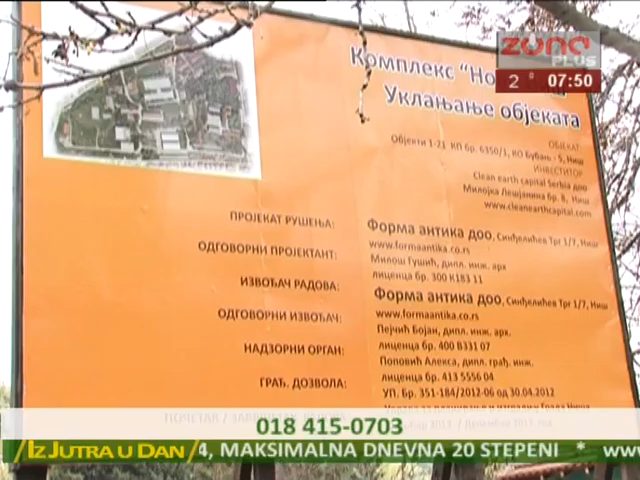 zona
PLUS
2° 07:50
Комплекс "Но
Уклањање објеката
ОБЈЕКАТ:
Објекти 1-21 КП бр. 6350/1, КО Бубањ - 5, Ниш
ИНВЕСТИТОР
Clean earth capital Serbia доо
Милојка Лешјанина бр. 8, Ниш
www.cleanearthcapital.com
ПРОЈЕКАТ РУШЕЊА:
Форма антика доо, Синђелићев Трг 1/7, Ниш
www.formaantika.co.rs
ОДГОВОРНИ ПРОЈЕКТАНТ:
Милош Гушић, дипл. инж. арх
лиценца бр. 300 К183 11
ИЗВОЂАЧ РАДОВА:
Форма антика доо, Синђелићев Трг 1/7, Ниш
www.formaantika.co.rs
ОДГОВОРНИ ИЗВОЂАЧ:
Пејчић Бојан, дипл. инж. арх.
лиценца бр. 400 В331 07
НАДЗОРНИ ОРГАН:
Поповић Алекса, дипл. грађ. инж.
лиценца бр. 413 5556 04
ГРАЂ. ДОЗВОЛА:
УП. Бр. 351-184/2012-06 од 30.04.2012
018 415-0703
IZ JUTRA U DAN
4, MAKSIMALNA DNEVNA 20 STEPENI * www